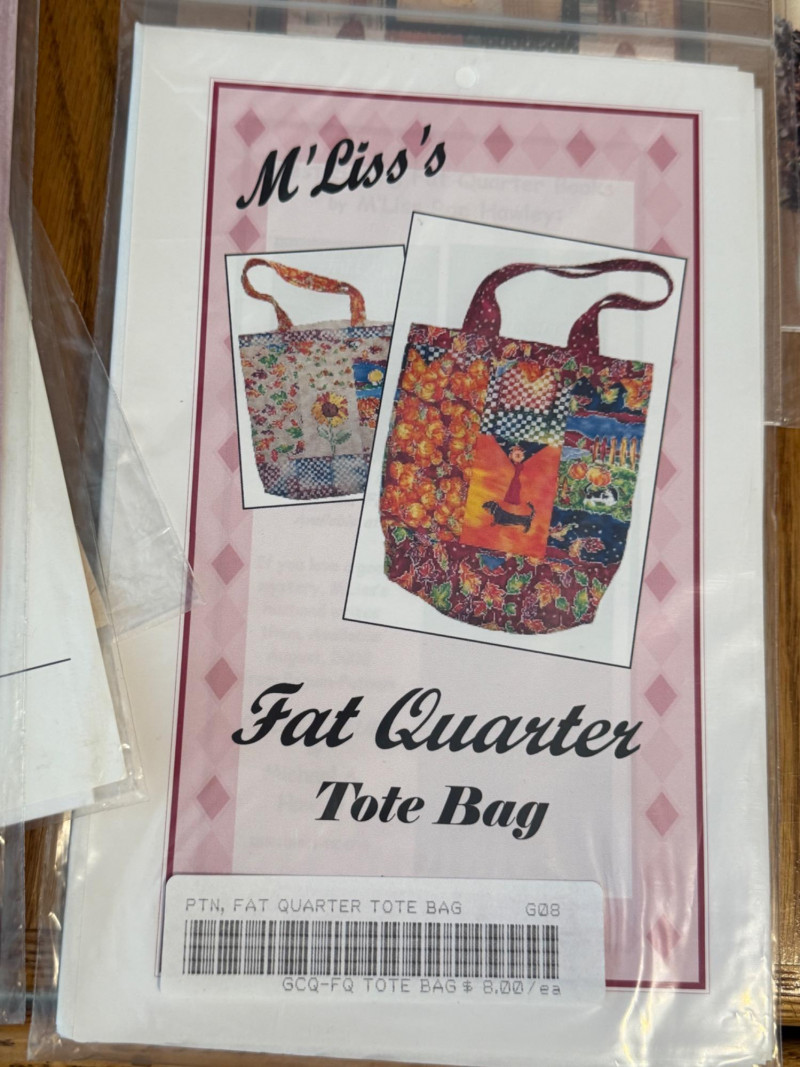 M'Liss's
Fat Quarter
Tote Bag
PTN, FAT QUARTER TOTE BAG G08
GCQ-FQ TOTE BAG $ 8.00/ea